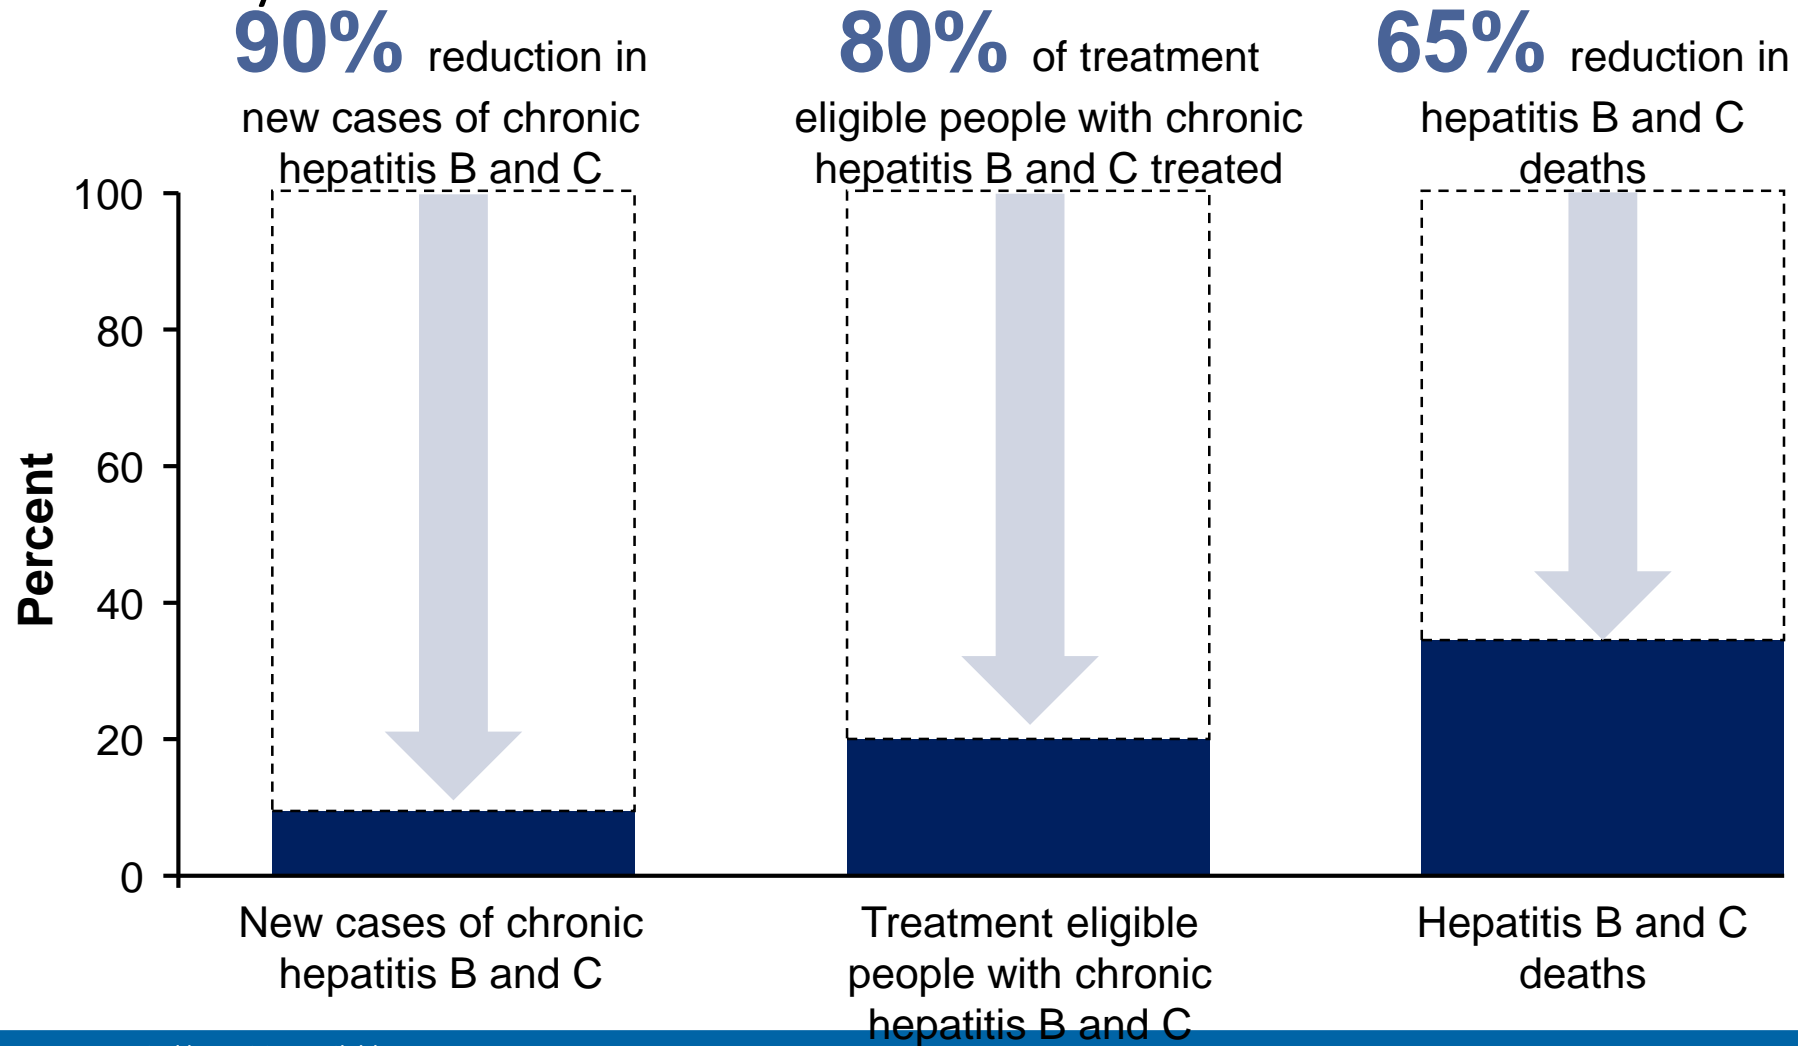 90% reduction in
new cases of chronic
hepatitis B and C
80% of treatment
eligible people with chronic
hepatitis B and C treated
65% reduction in
hepatitis B and C
deaths
Percent
100
80
60
40
20
0
New cases of chronic
hepatitis B and C
Treatment eligible
people with chronic
hepatitis B and C
Hepatitis B and C
deaths